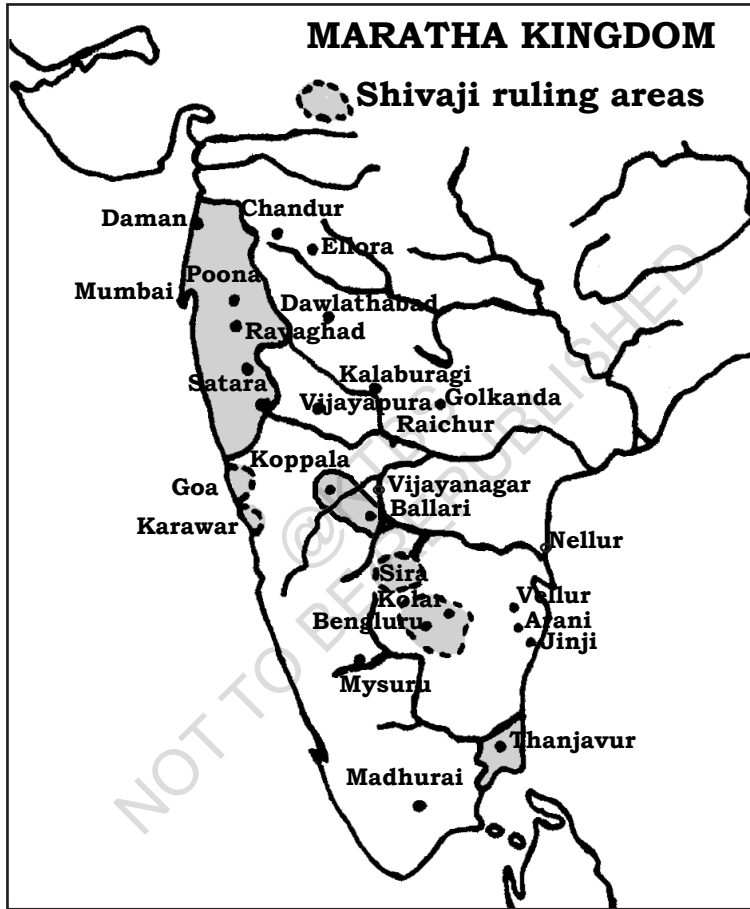 MARATHA KINGDOM
Shivaji ruling areas
Daman
Chandur
Ellora
Poona
Mumbai
Dawlathabad
Rayaghad
Satara
Kalaburagi
Vijayapura
Golkanda
Raichur
Koppala
Goa
Vijayanagar
Ballari
Karawar
Nellur
Sira
Kolar
Vellur
Bengluru
Arani
Jinji
Mysuru
Thanjavur
Madhurai
@KTBS
NOT TO BE REPUBLISHED